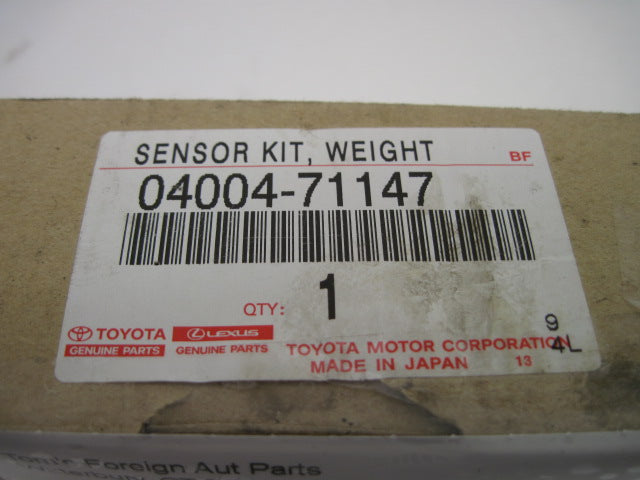 SENSOR KIT, WEIGHT BF
04004-71147
QTY: 1
TOYOTA LEXUS
GENUINE PARTS GENUINE PARTS
9
4L
TOYOTA MOTOR CORPORATION
MADE IN JAPAN 13
Tom's Foreign Aut Parts